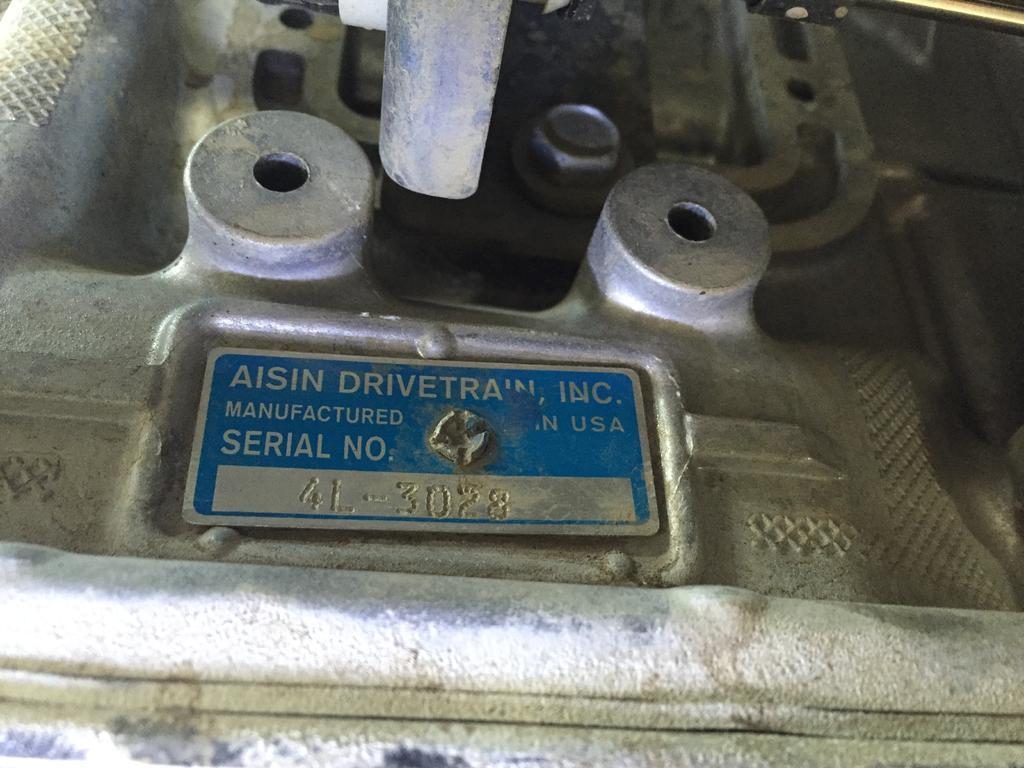 AISIN DRIVETRAIN, INC.
MANUFACTURED IN USA
SERIAL NO.
4L-3028